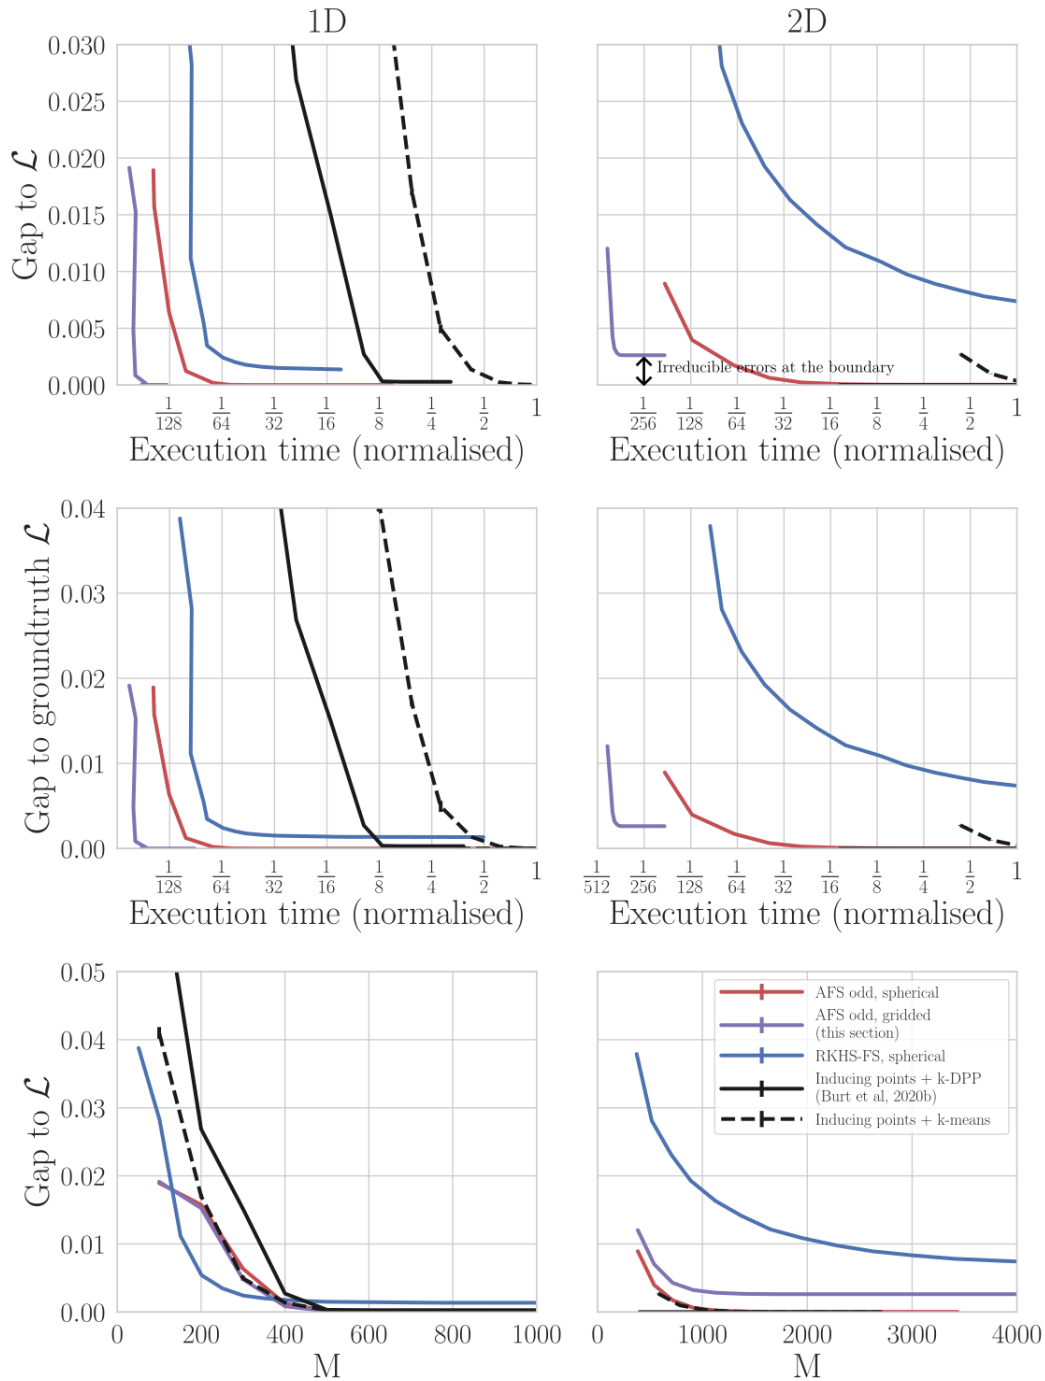 1D
2D
0.030
0.025
0.020
0.015
0.010
0.005
0.000
Gap to ℒ
Irreducible errors at the boundary
1/128 1/64 1/32 1/16 1/8 1/4 1/2 1
1/256 1/128 1/64 1/32 1/16 1/8 1/4 1/2 1
Execution time (normalised)
Execution time (normalised)
0.04
0.03
0.02
0.01
0.00
Gap to groundtruth ℒ
1/128 1/64 1/32 1/16 1/8 1/4 1/2 1
1/512 1/256 1/128 1/64 1/32 1/16 1/8 1/4 1/2 1
Execution time (normalised)
Execution time (normalised)
0.05
0.04
0.03
0.02
0.01
0.00
Gap to ℒ
AFS odd, spherical
AFS odd, gridded
(this section)
RKHS-FS, spherical
Inducing points + k-DPP
(Burt et al, 2020b)
Inducing points + k-means
0 200 400 600 800 1000
0 1000 2000 3000 4000
M
M